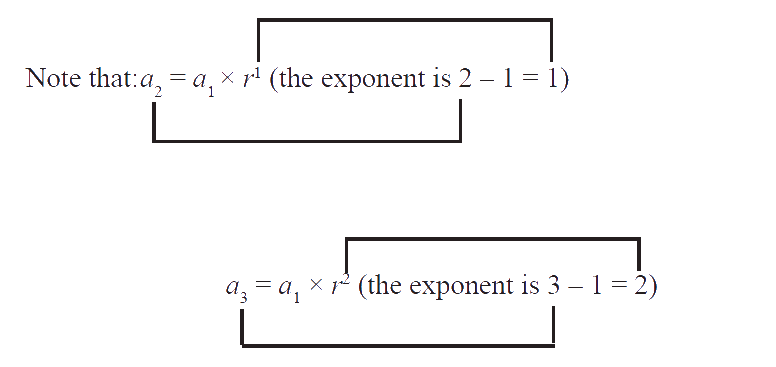 Note that:a₂ = a₁ × r¹ (the exponent is 2 – 1 = 1)
a₃ = a₁ × r² (the exponent is 3 – 1 = 2)